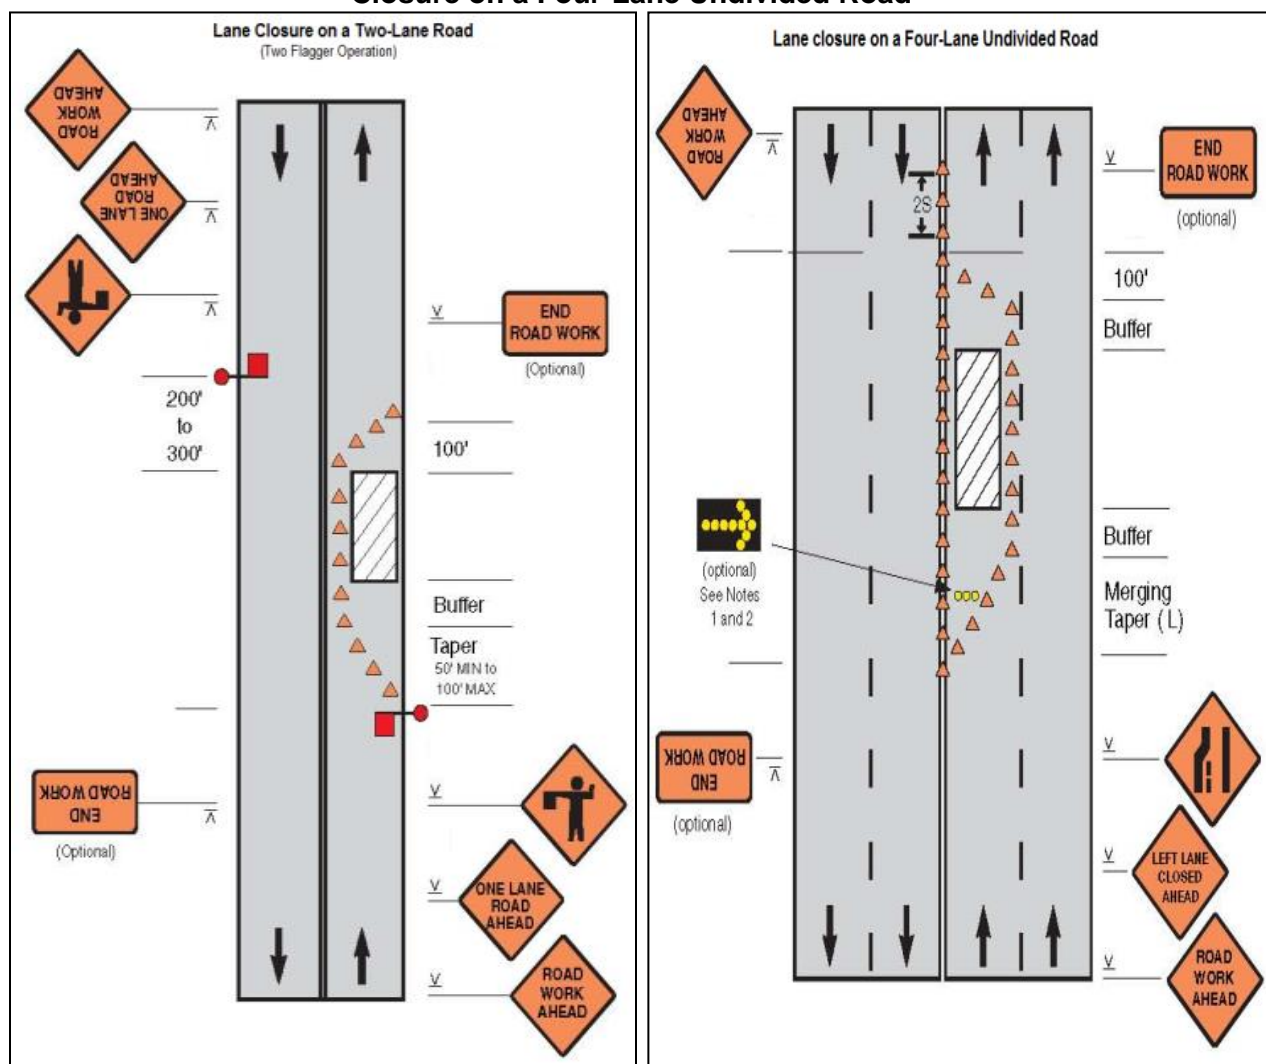 Closure on a Four-Lane Undivided Road
Lane Closure on a Two-Lane Road
(Two Flagger Operation)
ROAD
WORK
AHEAD
ONE LANE
ROAD
AHEAD
END
ROAD WORK
(Optional)
200'
to
300'
100'
Buffer
Taper
50' MIN to
100' MAX
END
ROAD WORK
(Optional)
ONE LANE
ROAD
AHEAD
ROAD
WORK
AHEAD
Lane closure on a Four-Lane Undivided Road
ROAD
WORK
AHEAD
END
ROAD WORK
(optional)
2S
100'
Buffer
(optional)
See Notes
1 and 2
Buffer
Merging
Taper (L)
END
ROAD WORK
(optional)
LEFT LANE
CLOSED
AHEAD
ROAD
WORK
AHEAD